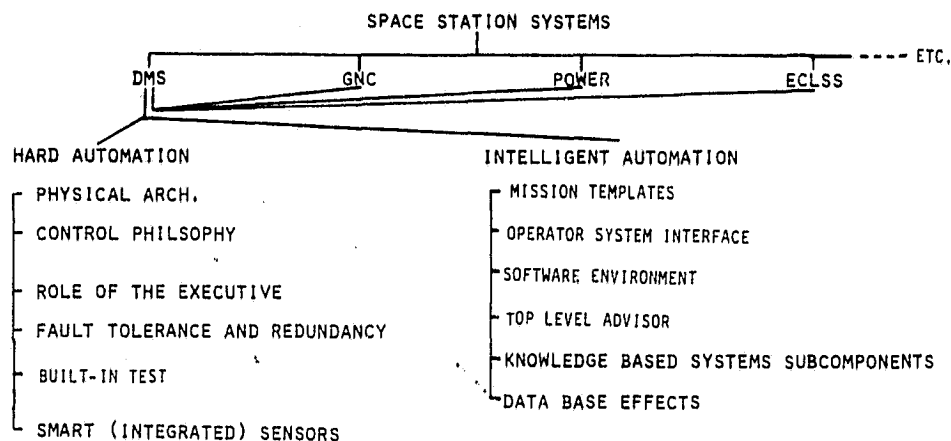 SPACE STATION SYSTEMS
ETC.
DMS GNC POWER ECLSS
HARD AUTOMATION
PHYSICAL ARCH.
CONTROL PHILSOPHY
ROLE OF THE EXECUTIVE
FAULT TOLERANCE AND REDUNDANCY
BUILT-IN TEST
SMART (INTEGRATED) SENSORS
INTELLIGENT AUTOMATION
MISSION TEMPLATES
OPERATOR SYSTEM INTERFACE
SOFTWARE ENVIRONMENT
TOP LEVEL ADVISOR
KNOWLEDGE BASED SYSTEMS SUBCOMPONENTS
DATA BASE EFFECTS